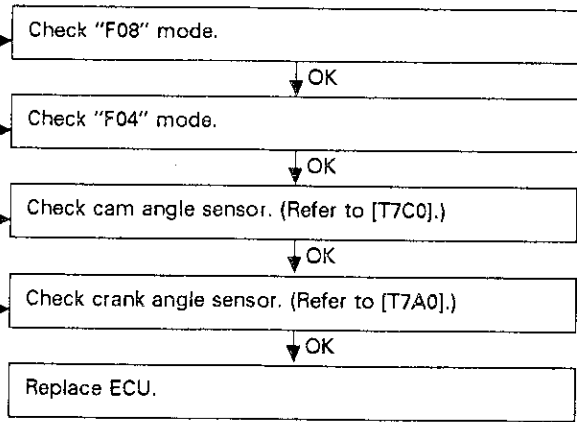 Check "F08" mode.
OK
Check "F04" mode.
OK
Check cam angle sensor. (Refer to [T7C0].)
OK
Check crank angle sensor. (Refer to [T7A0].)
OK
Replace ECU.